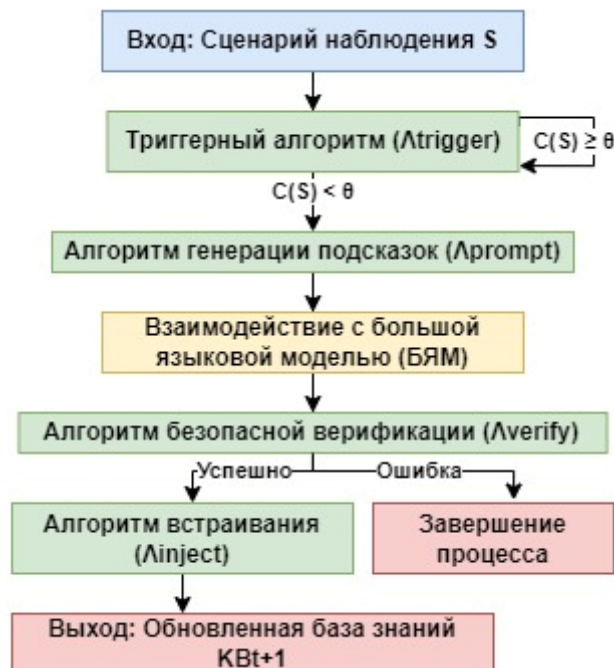 Вход: Сценарий наблюдения S
Триггерный алгоритм (Λtrigger)
C(S) ≥ θ
C(S) < θ
Алгоритм генерации подсказок (Λprompt)
Взаимодействие с большой
языковой моделью (БЯМ)
Алгоритм безопасной верификации (Λverify)
Успешно
Ошибка
Алгоритм встраивания
(Λinject)
Завершение
процесса
Выход: Обновленная база знаний
KBt+1